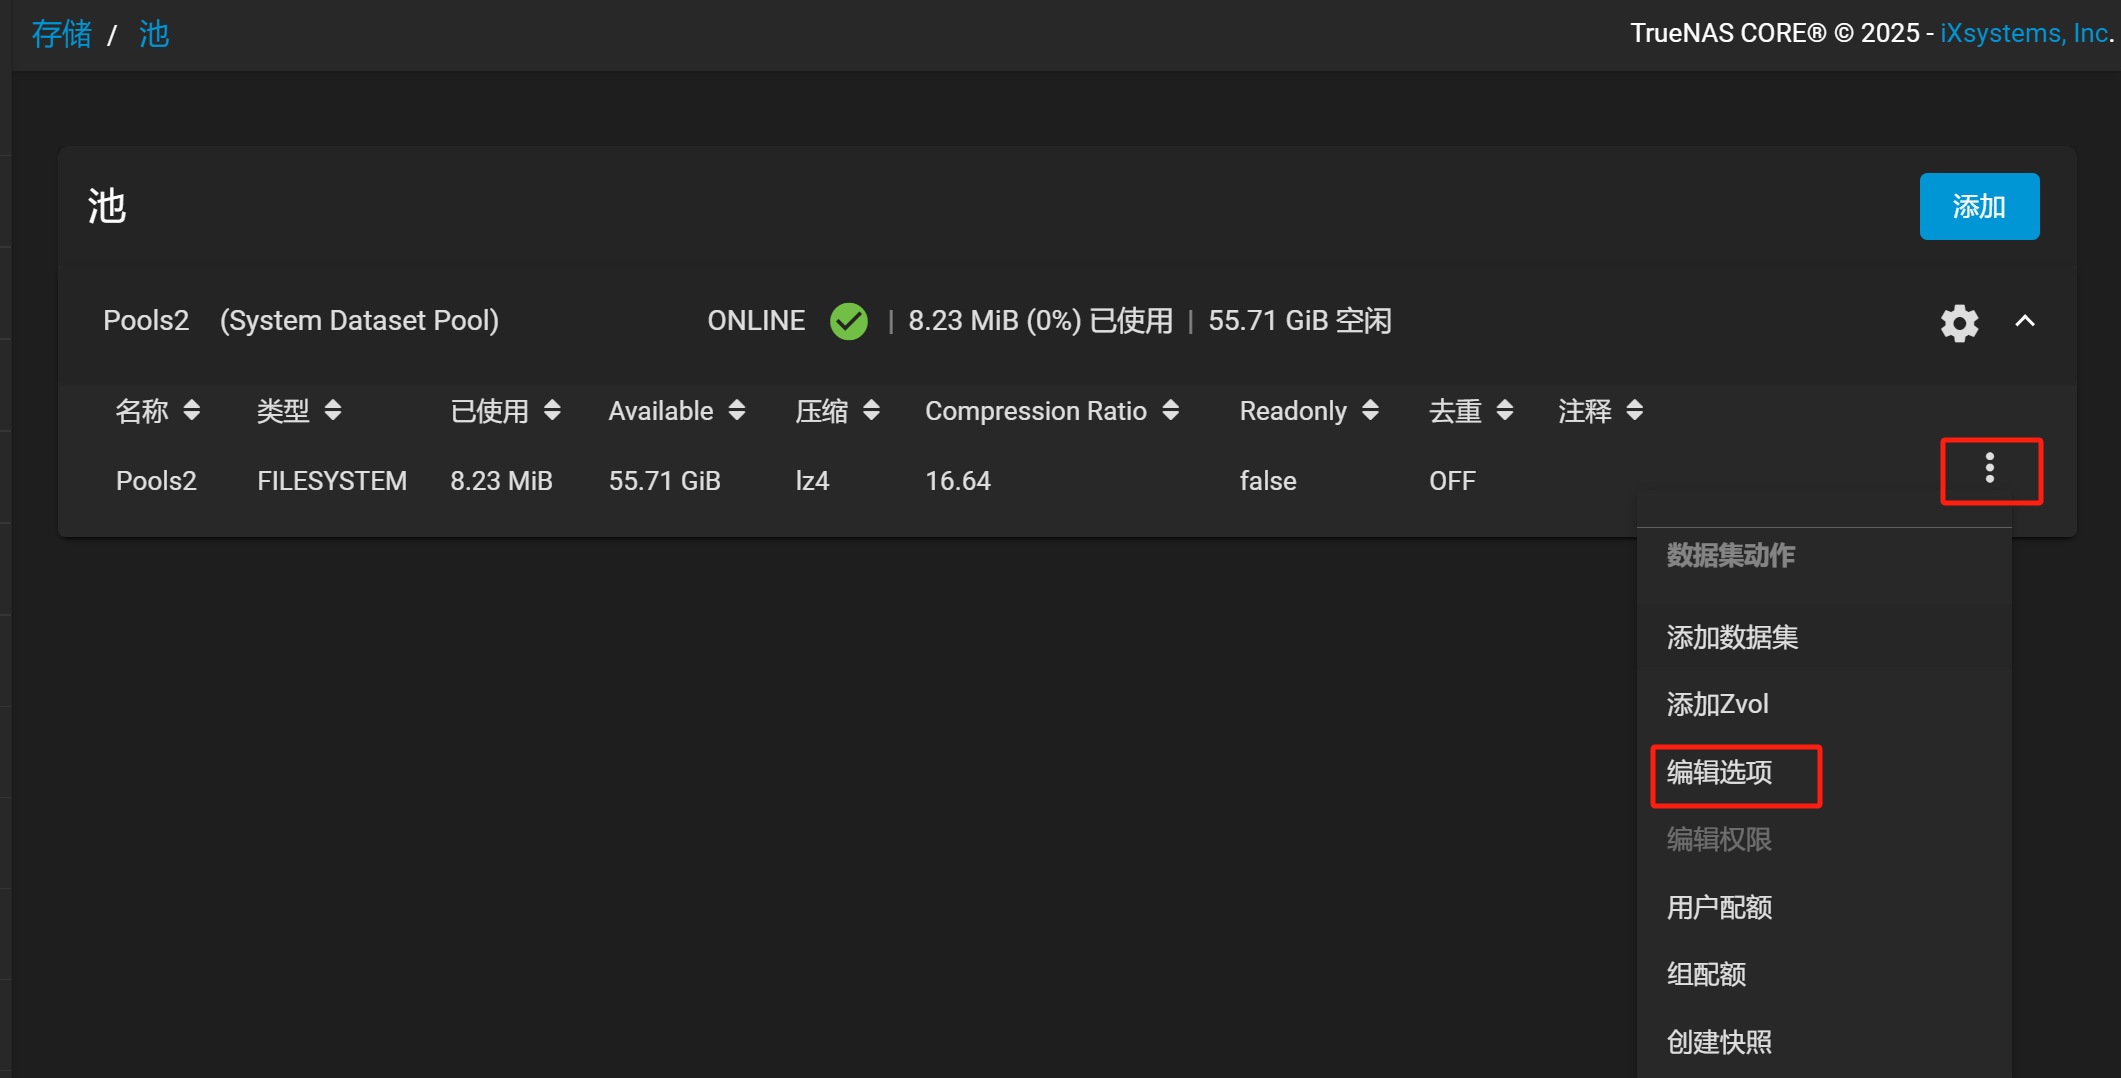 存储 / 池
TrueNAS CORE® © 2025 - iXsystems, Inc.
池
添加
Pools2 (System Dataset Pool) ONLINE | 8.23 MiB (0%) 已使用 | 55.71 GiB 空闲
名称 类型 已使用 Available 压缩 Compression Ratio Readonly 去重 注释
Pools2 FILESYSTEM 8.23 MiB 55.71 GiB lz4 16.64 false OFF
数据集动作
添加数据集
添加Zvol
编辑选项
编辑权限
用户配额
组配额
创建快照